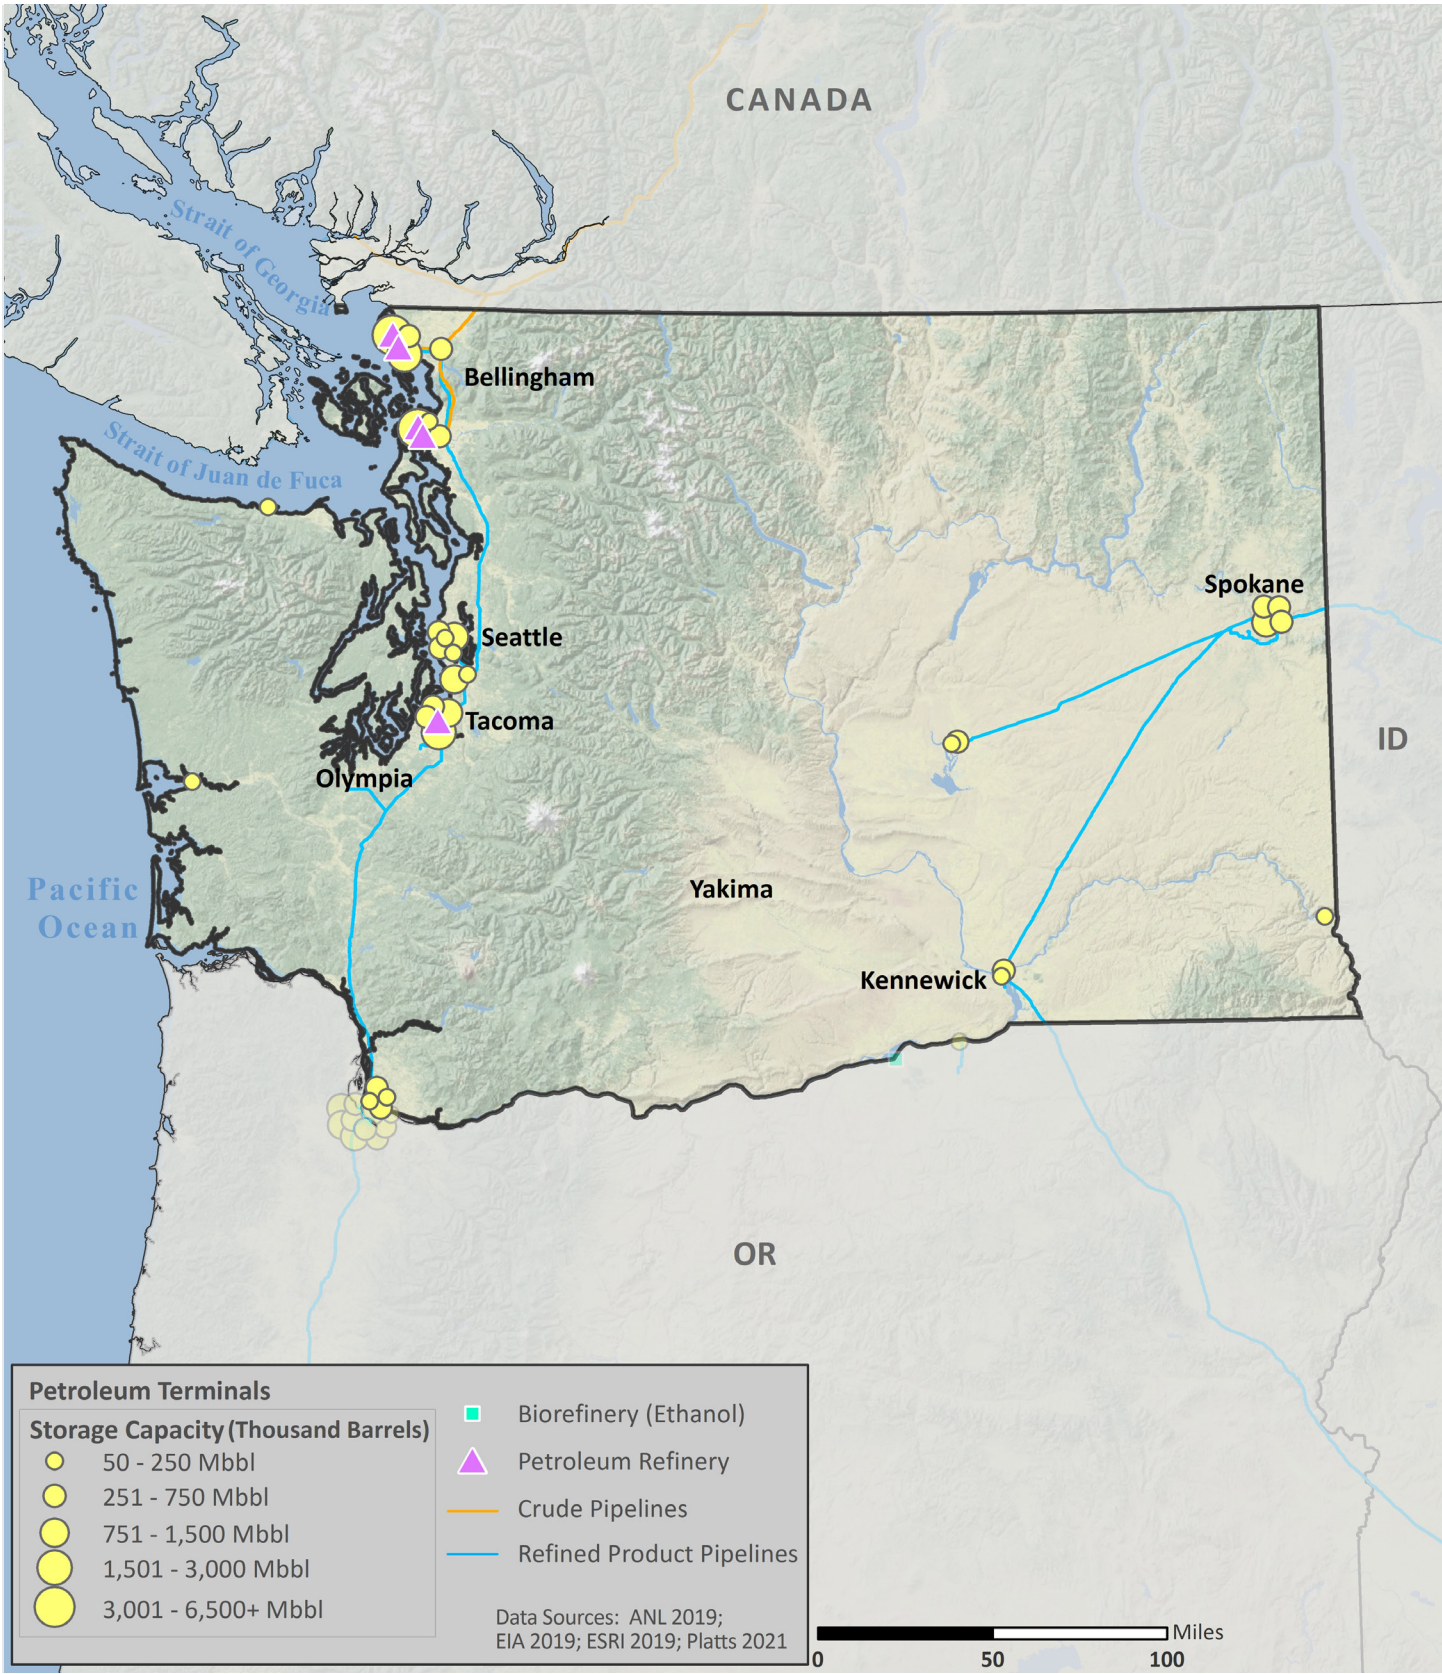 CANADA
Strait of Georgia
Bellingham
Strait of Juan de Fuca
Spokane
Seattle
Tacoma
ID
Olympia
Yakima
Pacific
Ocean
Kennewick
OR
Petroleum Terminals
Storage Capacity (Thousand Barrels)
50 - 250 Mbbl
251 - 750 Mbbl
751 - 1,500 Mbbl
1,501 - 3,000 Mbbl
3,001 - 6,500+ Mbbl
Biorefinery (Ethanol)
Petroleum Refinery
Crude Pipelines
Refined Product Pipelines
Data Sources: ANL 2019;
EIA 2019; ESRI 2019; Platts 2021
Miles
0 50 100